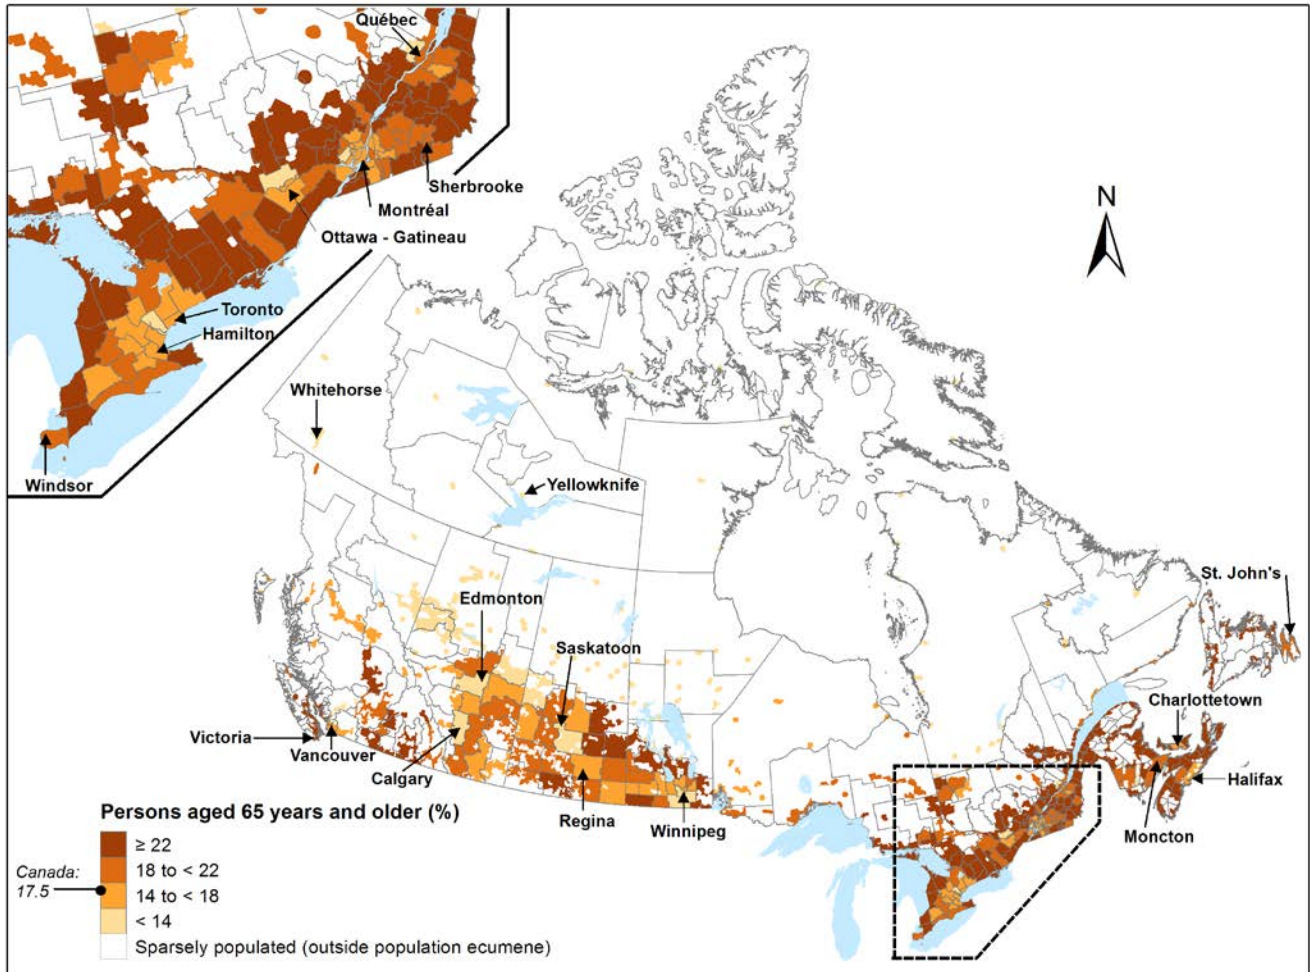 Québec
Sherbrooke
Montréal
Ottawa - Gatineau
Toronto
Hamilton
Windsor
N
Whitehorse
Yellowknife
St. John's
Edmonton
Saskatoon
Charlottetown
Victoria
Vancouver
Calgary
Halifax
Regina
Winnipeg
Moncton
Persons aged 65 years and older (%)
≥ 22
18 to < 22
Canada:
17.5
14 to < 18
< 14
Sparsely populated (outside population ecumene)